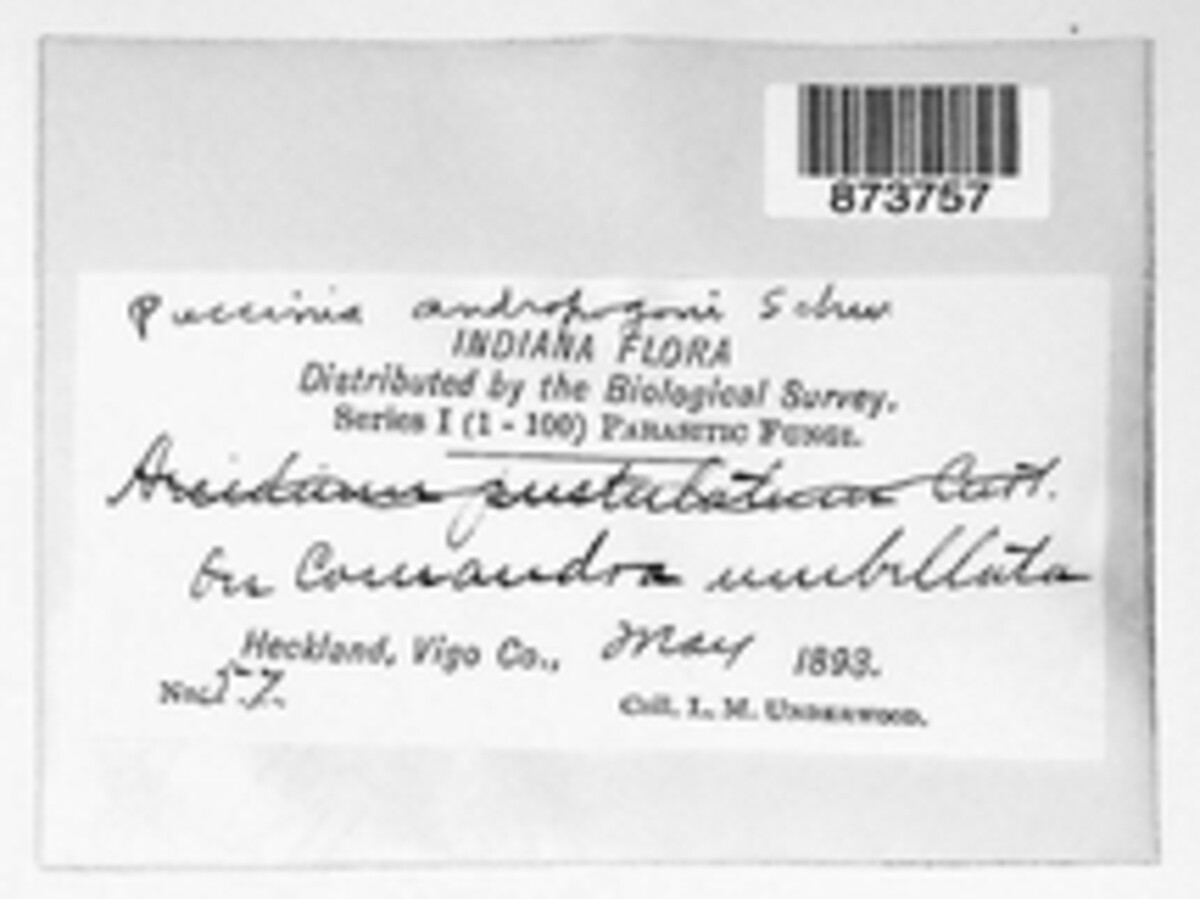 873757
Puccinia andropogoni Schw
INDIANA FLORA
Distributed by the Biological Survey.
Series I (1 - 100) PARASITIC FUNGI.
Aecidium pustulatum Curt.
On Comandra umbellata
Heckland, Vigo Co., May 1893.
No. 57.
Coll. L. M. UNDERWOOD.